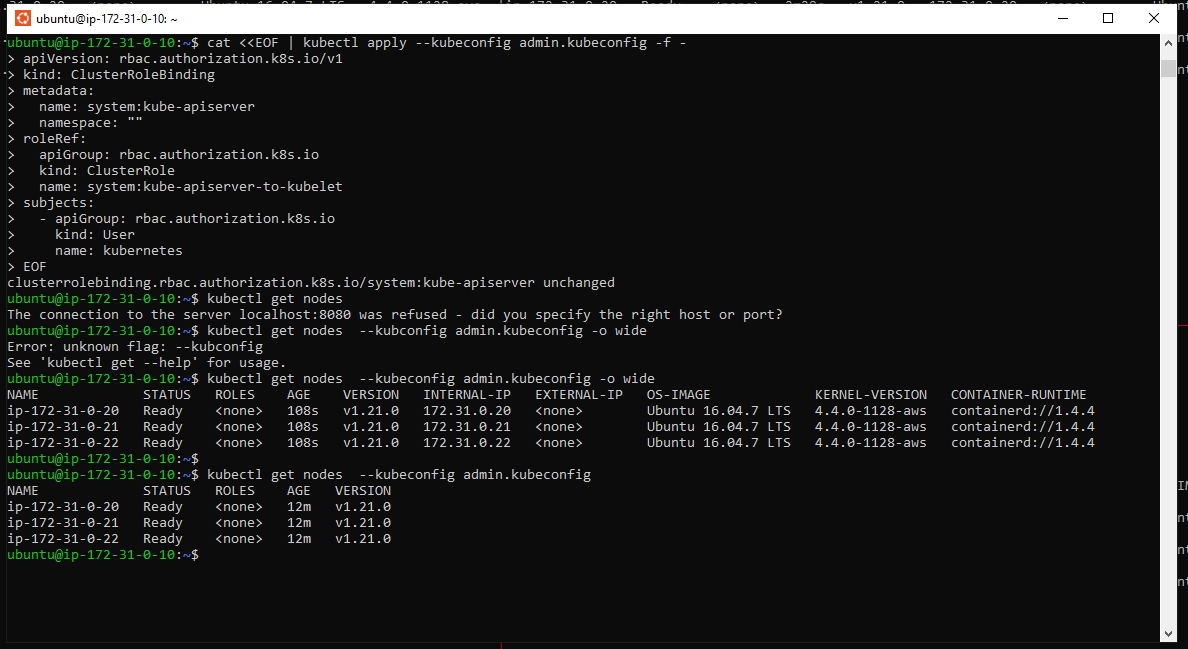 ubuntu@ip-172-31-0-10: ~
ubuntu@ip-172-31-0-10:~$ cat <<EOF | kubectl apply --kubeconfig admin.kubeconfig -f -
> apiVersion: rbac.authorization.k8s.io/v1
> kind: ClusterRoleBinding
> metadata:
>   name: system:kube-apiserver
>   namespace: ""
> roleRef:
>   apiGroup: rbac.authorization.k8s.io
>   kind: ClusterRole
>   name: system:kube-apiserver-to-kubelet
> subjects:
>   - apiGroup: rbac.authorization.k8s.io
>     kind: User
>     name: kubernetes
> EOF
clusterrolebinding.rbac.authorization.k8s.io/system:kube-apiserver unchanged
ubuntu@ip-172-31-0-10:~$ kubectl get nodes
The connection to the server localhost:8080 was refused - did you specify the right host or port?
ubuntu@ip-172-31-0-10:~$ kubectl get nodes  --kubconfig admin.kubeconfig -o wide
Error: unknown flag: --kubconfig
See 'kubectl get --help' for usage.
ubuntu@ip-172-31-0-10:~$ kubectl get nodes  --kubeconfig admin.kubeconfig -o wide
NAME             STATUS   ROLES    AGE    VERSION   INTERNAL-IP   EXTERNAL-IP   OS-IMAGE             KERNEL-VERSION   CONTAINER-RUNTIME
ip-172-31-0-20   Ready    <none>   108s   v1.21.0   172.31.0.20   <none>        Ubuntu 16.04.7 LTS   4.4.0-1128-aws   containerd://1.4.4
ip-172-31-0-21   Ready    <none>   108s   v1.21.0   172.31.0.21   <none>        Ubuntu 16.04.7 LTS   4.4.0-1128-aws   containerd://1.4.4
ip-172-31-0-22   Ready    <none>   108s   v1.21.0   172.31.0.22   <none>        Ubuntu 16.04.7 LTS   4.4.0-1128-aws   containerd://1.4.4
ubuntu@ip-172-31-0-10:~$
ubuntu@ip-172-31-0-10:~$ kubectl get nodes  --kubeconfig admin.kubeconfig
NAME             STATUS   ROLES    AGE   VERSION
ip-172-31-0-20   Ready    <none>   12m   v1.21.0
ip-172-31-0-21   Ready    <none>   12m   v1.21.0
ip-172-31-0-22   Ready    <none>   12m   v1.21.0
ubuntu@ip-172-31-0-10:~$